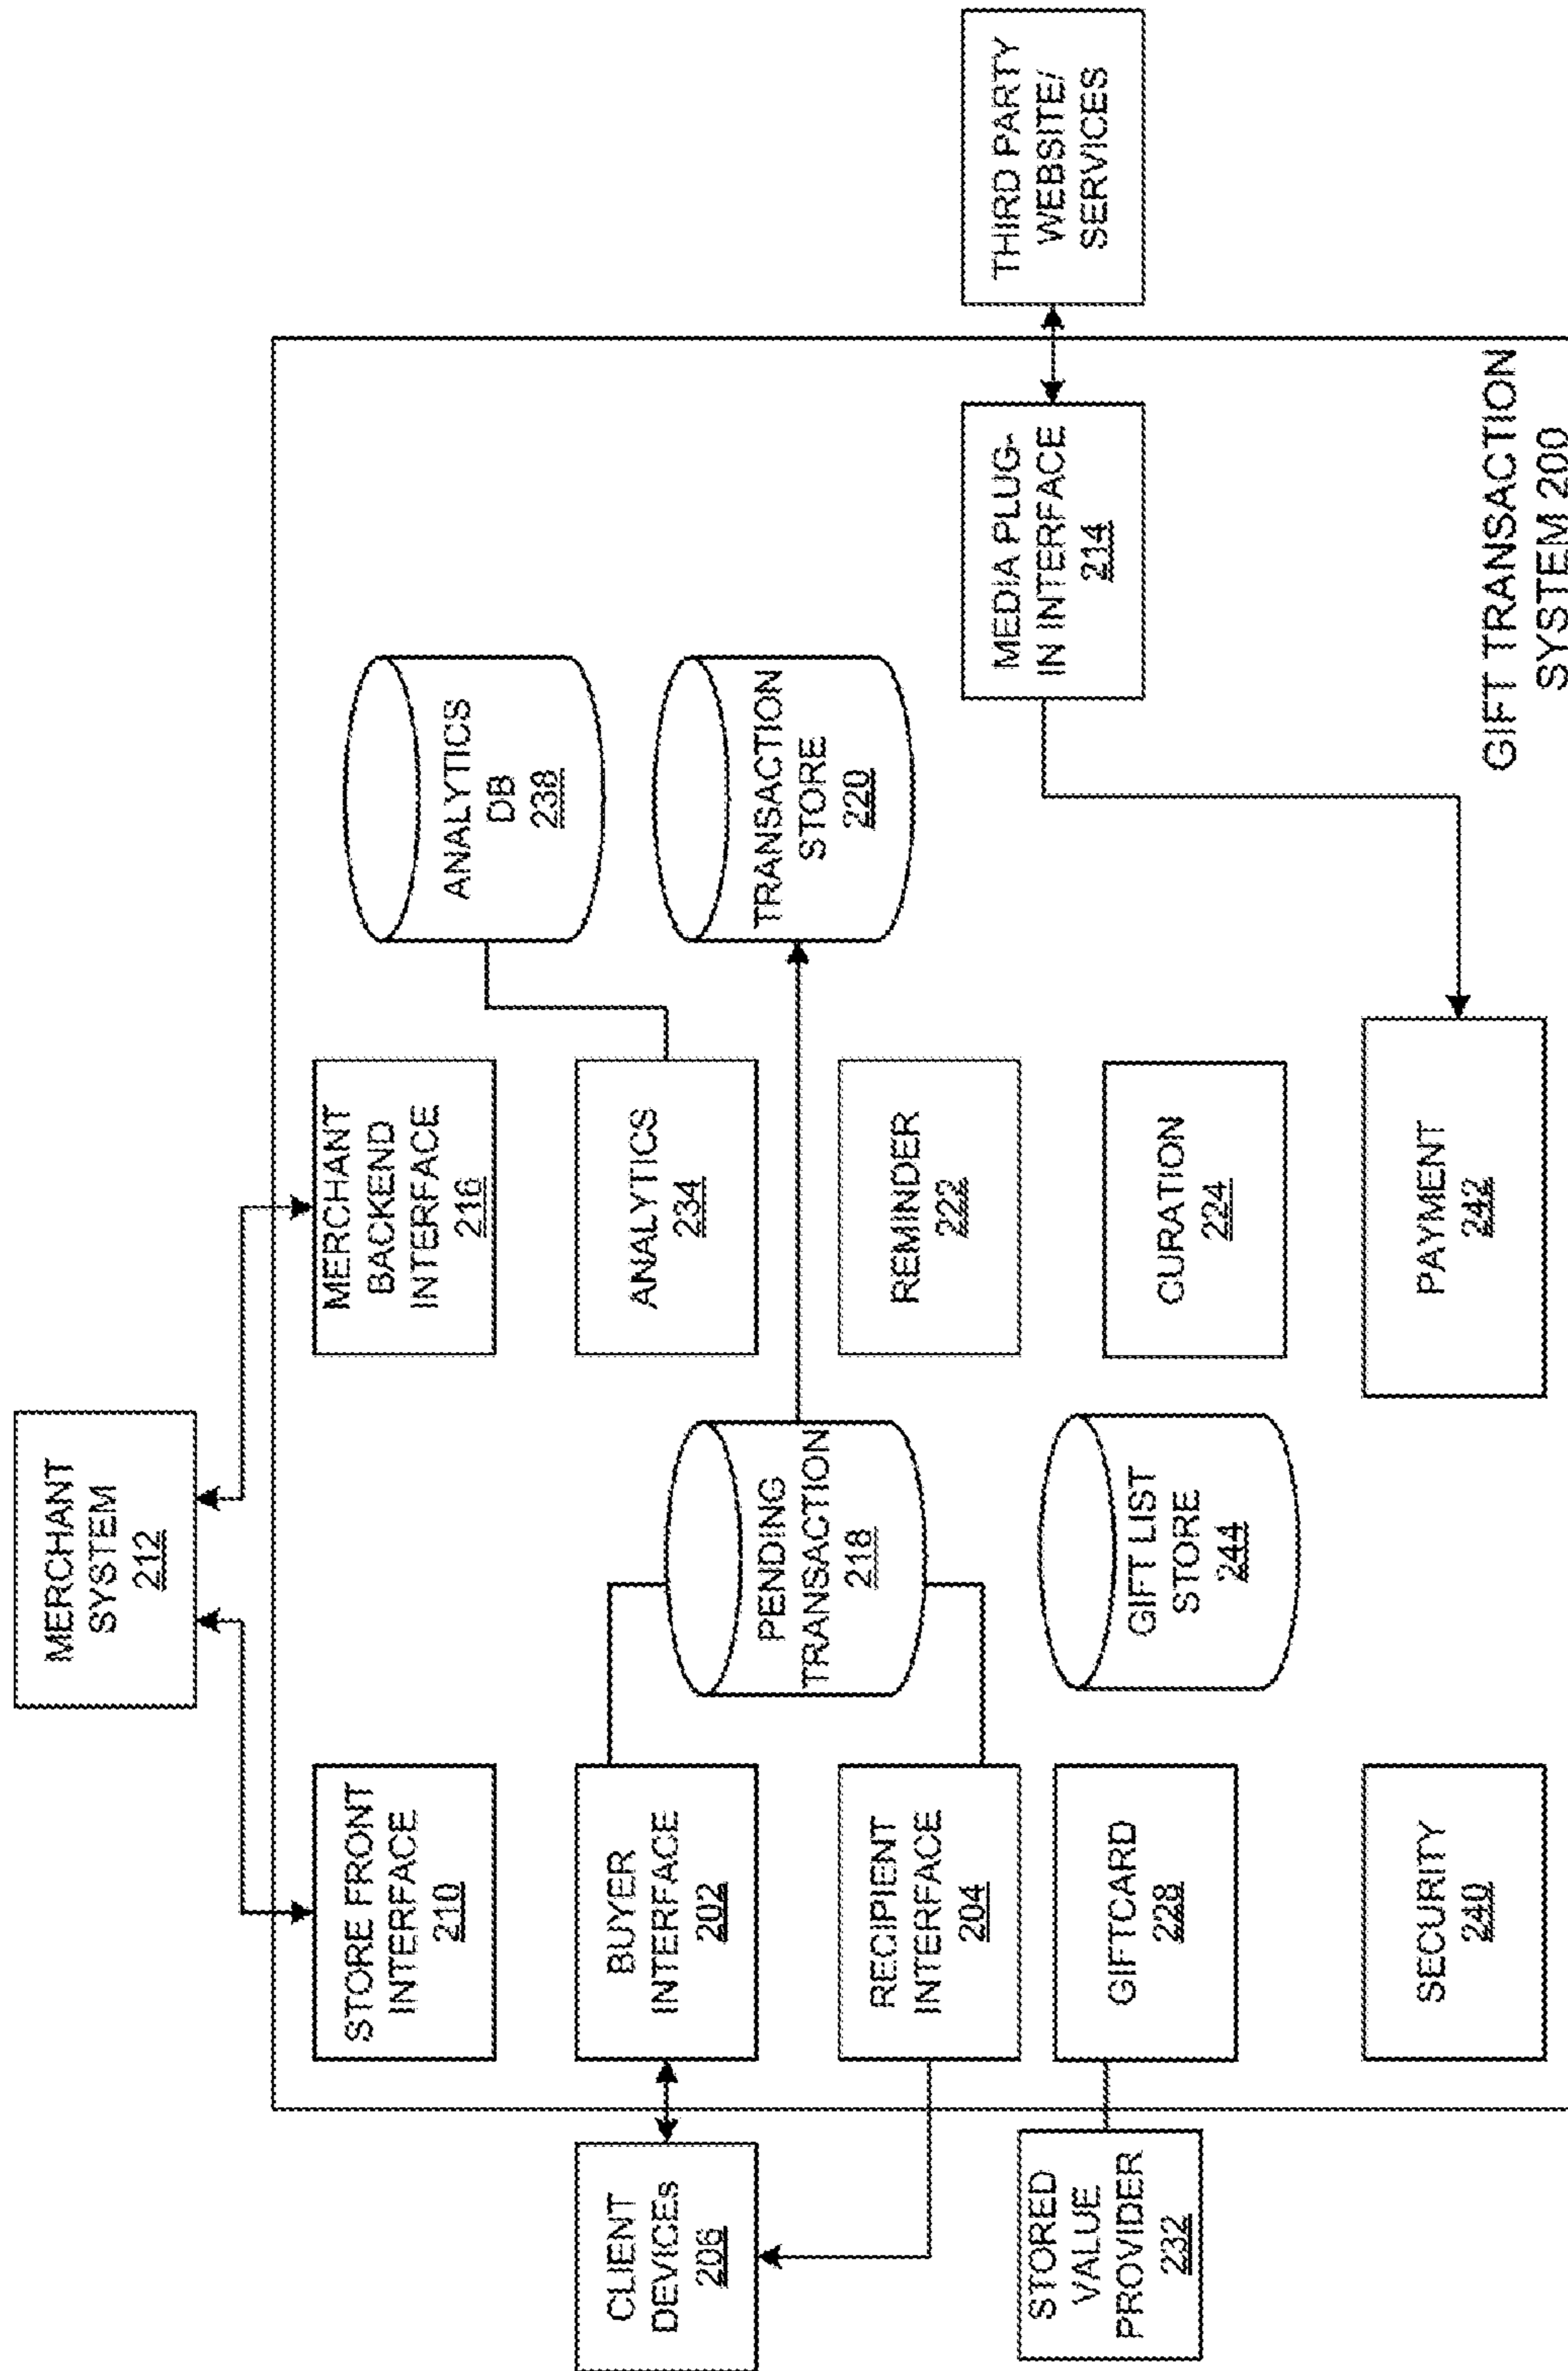 MERCHANT
SYSTEM
212
STORE FRONT
INTERFACE
210
MERCHANT
BACKEND
INTERFACE
216
CLIENT
DEVICEs
206
BUYER
INTERFACE
202
ANALYTICS
234
ANALYTICS
DB
238
PENDING
TRANSACTION
218
TRANSACTION
STORE
220
RECIPIENT
INTERFACE
204
REMINDER
222
STORED
VALUE
PROVIDER
232
GIFTCARD
228
GIFT LIST
STORE
244
CURATION
224
MEDIA PLUG-
IN INTERFACE
214
THIRD PARTY
WEBSITE/
SERVICES
SECURITY
240
PAYMENT
242
GIFT TRANSACTION
SYSTEM 200